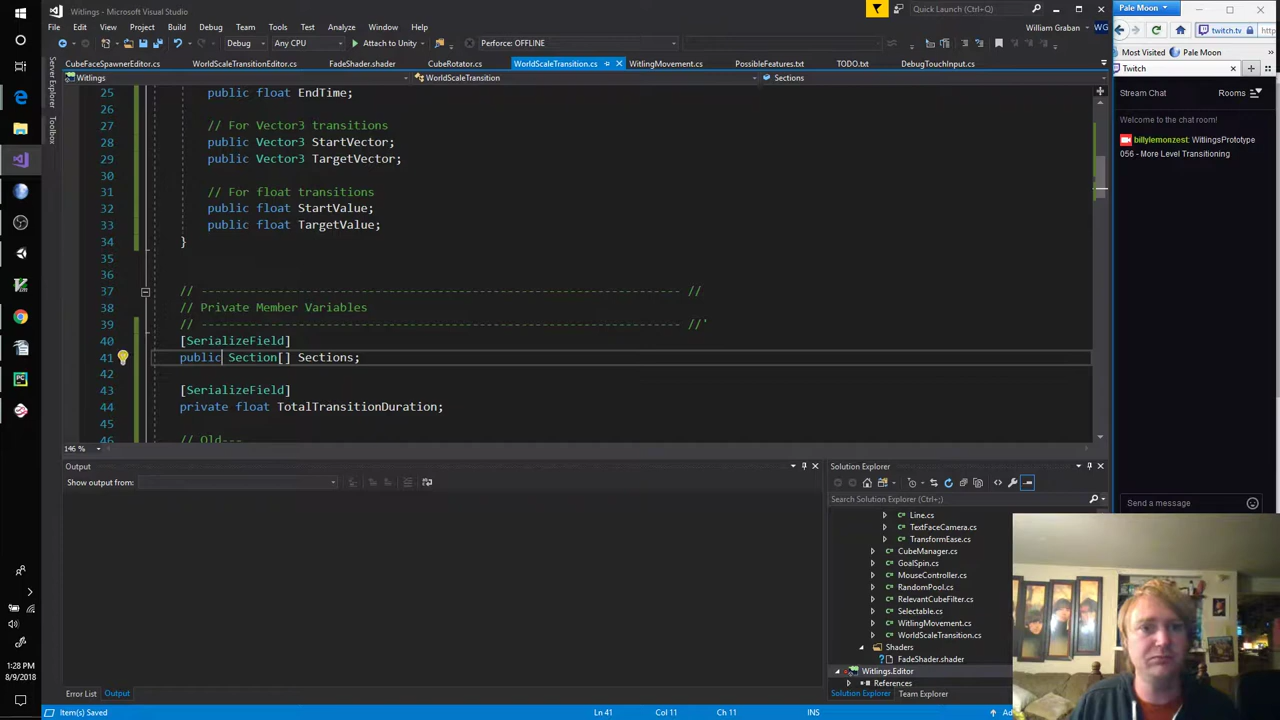 Witlings - Microsoft Visual Studio
Quick Launch (Ctrl+Q)
File Edit View Project Build Debug Team Tools Analyze Window Help
William Graban WG
Debug Any CPU Attach to Unity Perforce: OFFLINE
CubeFaceSpawnerEditor.cs WorldScaleTransitionEditor.cs FadeShader.shader CubeRotator.cs WorldScaleTransition.cs WitlingMovement.cs PossibleFeatures.txt TODO.txt DebugTouchInput.cs
Witlings WorldScaleTransition Sections
Server Explorer
Toolbox
25 public float EndTime;
26
27 // For Vector3 transitions
28 public Vector3 StartVector;
29 public Vector3 TargetVector;
30
31 // For float transitions
32 public float StartValue;
33 public float TargetValue;
34 }
35
36
37 // --------------------------------------------------------------------- //
38 // Private Member Variables
39 // --------------------------------------------------------------------- //'
40 [SerializeField]
41 public Section[] Sections;
42
43 [SerializeField]
44 private float TotalTransitionDuration;
45
46 // Old---
146 %
Output
Show output from:
Error List Output
Solution Explorer
Search Solution Explorer (Ctrl+;)
Line.cs
TextFaceCamera.cs
TransformEase.cs
CubeManager.cs
GoalSpin.cs
MouseController.cs
RandomPool.cs
RelevantCubeFilter.cs
Selectable.cs
WitlingMovement.cs
WorldScaleTransition.cs
Shaders
FadeShader.shader
Witlings.Editor
References
Solution Explorer Team Explorer
Item(s) Saved Ln 41 Col 11 Ch 11 INS
1:28 PM
8/9/2018
Pale Moon
twitch.tv
Most Visited Pale Moon
Twitch
Stream Chat Rooms
Welcome to the chat room!
billylemonzest: WitlingsPrototype
056 - More Level Transitioning
Send a message